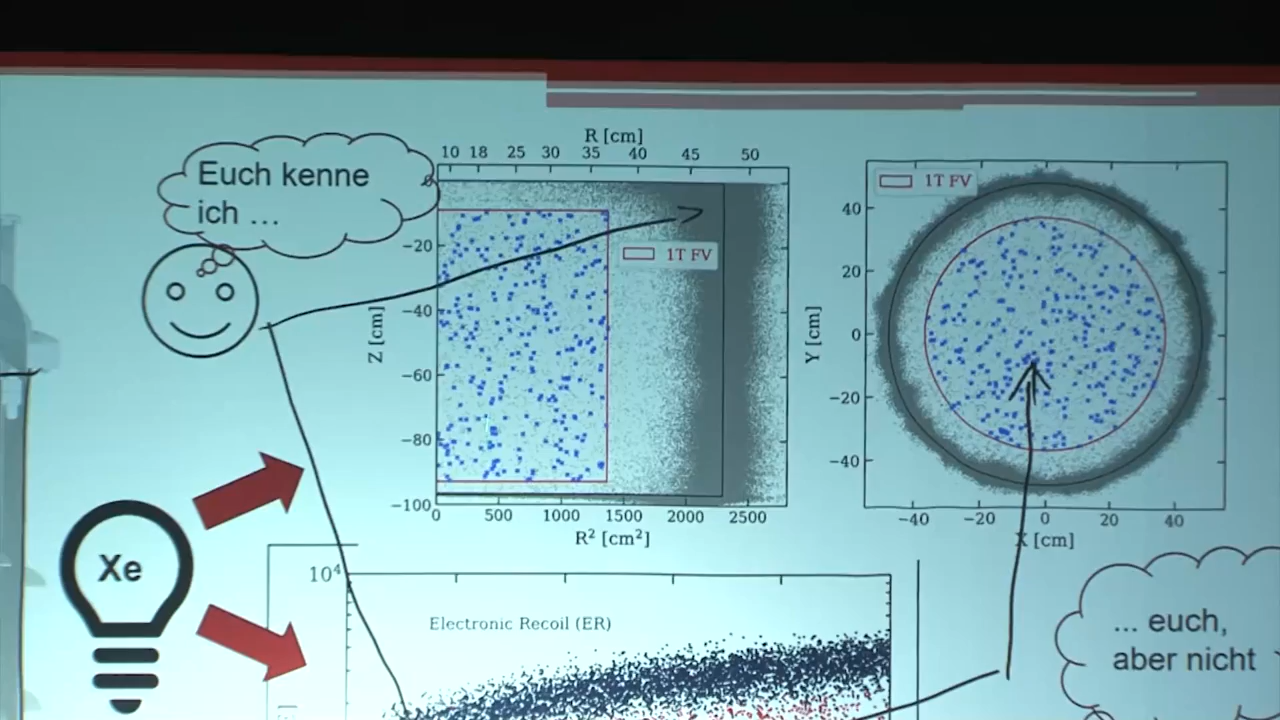 Euch kenne
ich ...
R [cm]
10 18 25 30 35 40 45 50
0
−20
−40
−60
−80
−100
Z [cm]
1T FV
0 500 1000 1500 2000 2500
R² [cm²]
1T FV
40
20
0
−20
−40
Y [cm]
−40 −20 0 20 40
X [cm]
Xe
10⁴
Electronic Recoil (ER)
... euch,
aber nicht